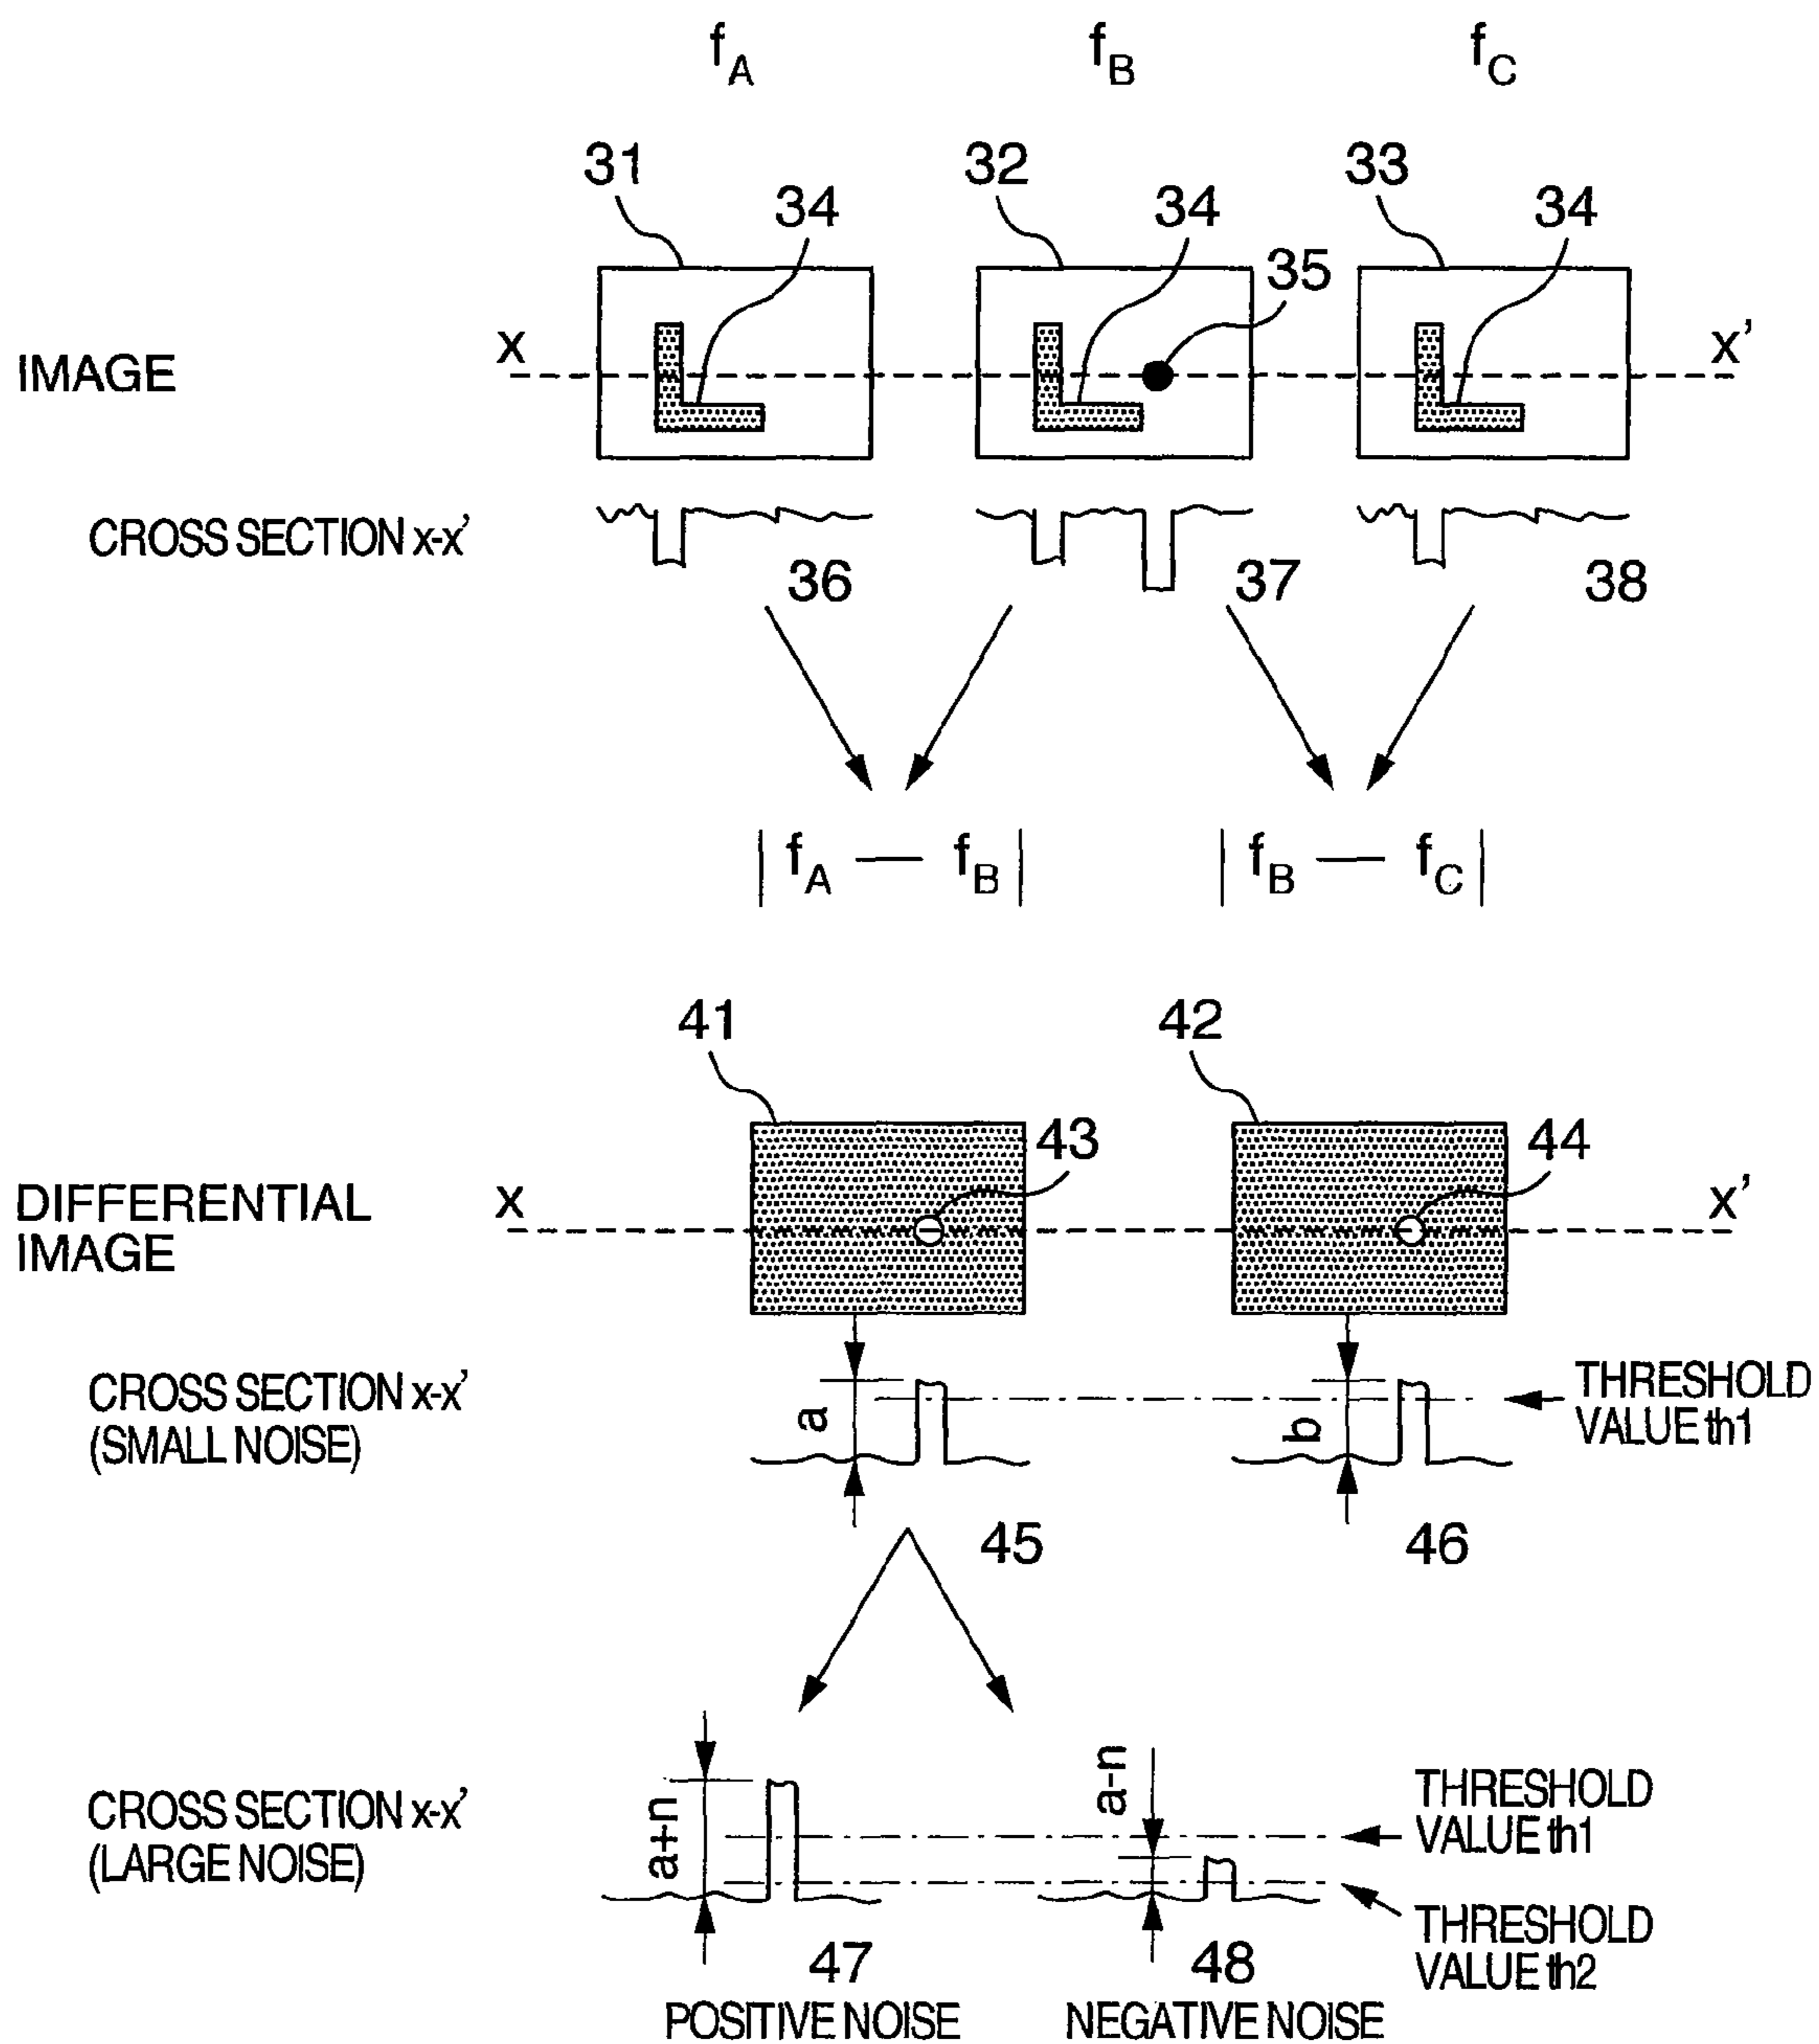 fA fB fC
31 34 32 34 35 33 34
IMAGE x x'
CROSS SECTION x-x'
36 37 38
| fA — fB | | fB — fC |
41 42
43 44
DIFFERENTIAL
IMAGE
x x'
CROSS SECTION x-x'
(SMALL NOISE)
a b
THRESHOLD
VALUE th1
45 46
CROSS SECTION x-x'
(LARGE NOISE)
a+n a-n
THRESHOLD
VALUE th1
THRESHOLD
VALUE th2
47 48
POSITIVE NOISE NEGATIVE NOISE